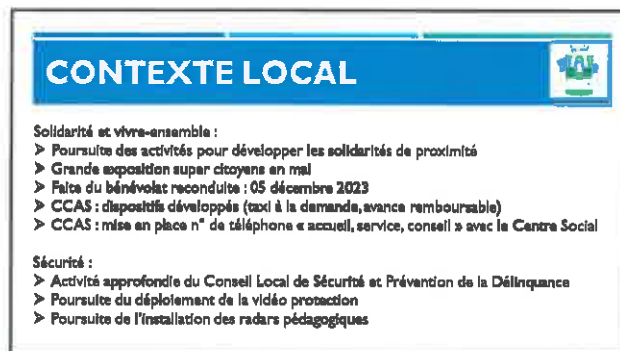 CONTEXTE LOCAL
Solidarité et vivre-ensemble :
➤ Poursuite des activités pour développer les solidarités de proximité
➤ Grande exposition super citoyens en mai
➤ Faite du bénévolat reconduite : 05 décembre 2023
➤ CCAS : dispositifs développés (taxi à la demande, avance remboursable)
➤ CCAS : mise en place n° de téléphone « accueil, service, conseil » avec le Centre Social
Sécurité :
➤ Activité approfondie du Conseil Local de Sécurité et Prévention de la Délinquance
➤ Poursuite du déploiement de la vidéo protection
➤ Poursuite de l'installation des radars pédagogiques